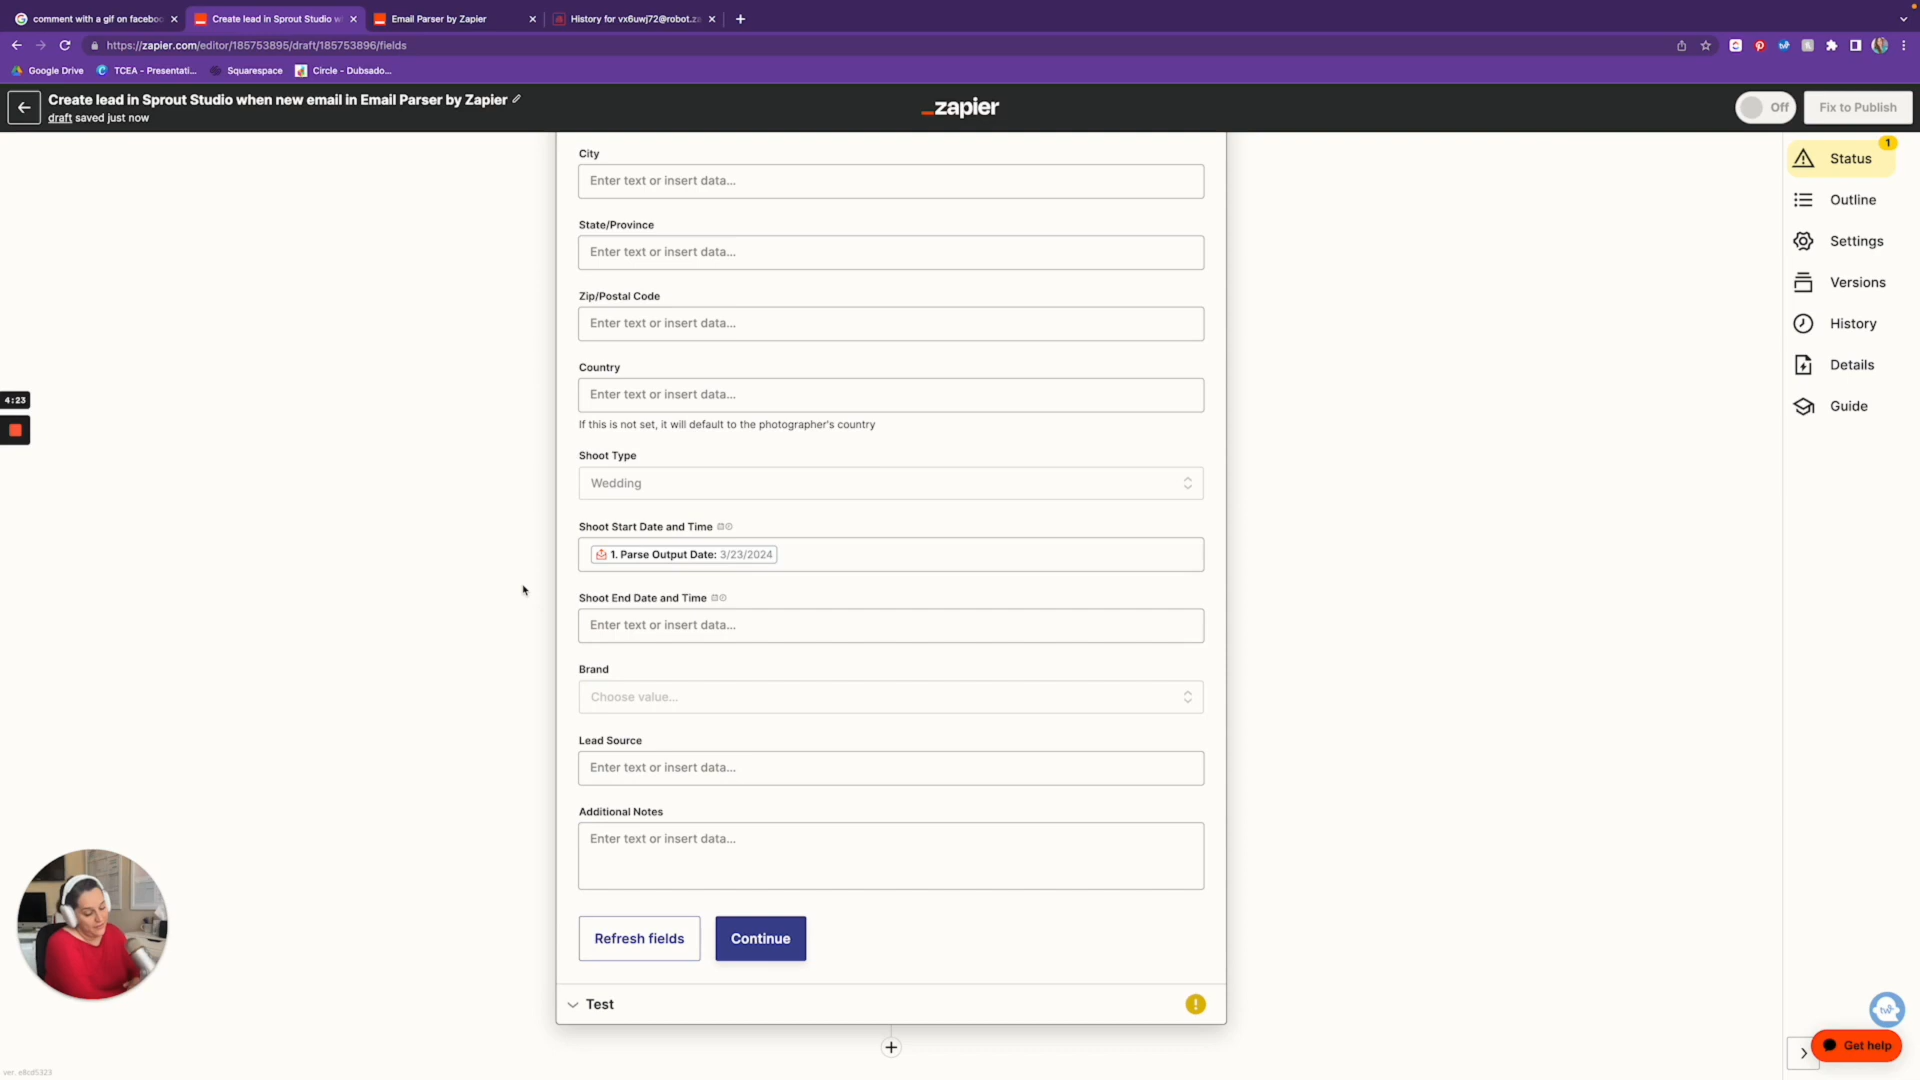 comment with a gif on faceboo
Create lead in Sprout Studio w
Email Parser by Zapier
History for vx6uwj72@robot.za
https://zapier.com/editor/185753895/draft/185753896/fields
Google Drive
TCEA - Presentati...
Squarespace
Circle - Dubsado...
Create lead in Sprout Studio when new email in Email Parser by Zapier
draft saved just now
_zapier
Off
Fix to Publish
City
Enter text or insert data...
State/Province
Enter text or insert data...
Zip/Postal Code
Enter text or insert data...
Country
Enter text or insert data...
If this is not set, it will default to the photographer's country
Shoot Type
Wedding
Shoot Start Date and Time
1. Parse Output Date: 3/23/2024
Shoot End Date and Time
Enter text or insert data...
Brand
Choose value...
Lead Source
Enter text or insert data...
Additional Notes
Enter text or insert data...
Refresh fields
Continue
Test
1
Status
Outline
Settings
Versions
History
Details
Guide
4:23
Get help